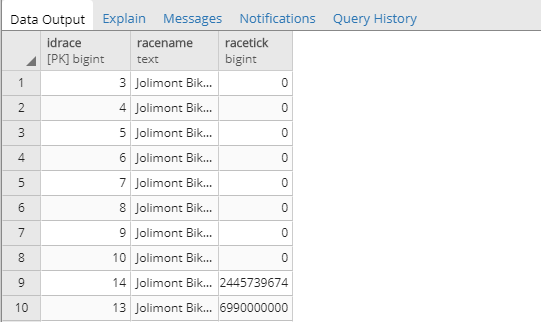 Data Output Explain Messages Notifications Query History
idrace racename racetick
[PK] bigint text bigint
1 3 Jolimont Bik... 0
2 4 Jolimont Bik... 0
3 5 Jolimont Bik... 0
4 6 Jolimont Bik... 0
5 7 Jolimont Bik... 0
6 8 Jolimont Bik... 0
7 9 Jolimont Bik... 0
8 10 Jolimont Bik... 0
9 14 Jolimont Bik... 2445739674
10 13 Jolimont Bik... 6990000000